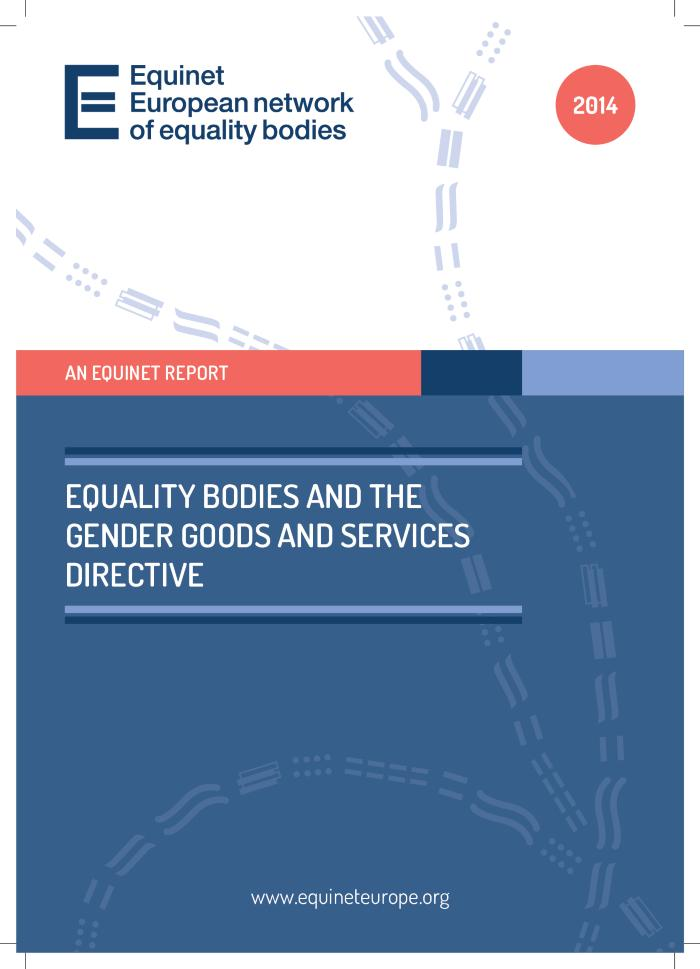 Equinet
European network
of equality bodies
2014
AN EQUINET REPORT
EQUALITY BODIES AND THE
GENDER GOODS AND SERVICES
DIRECTIVE
www.equineteurope.org